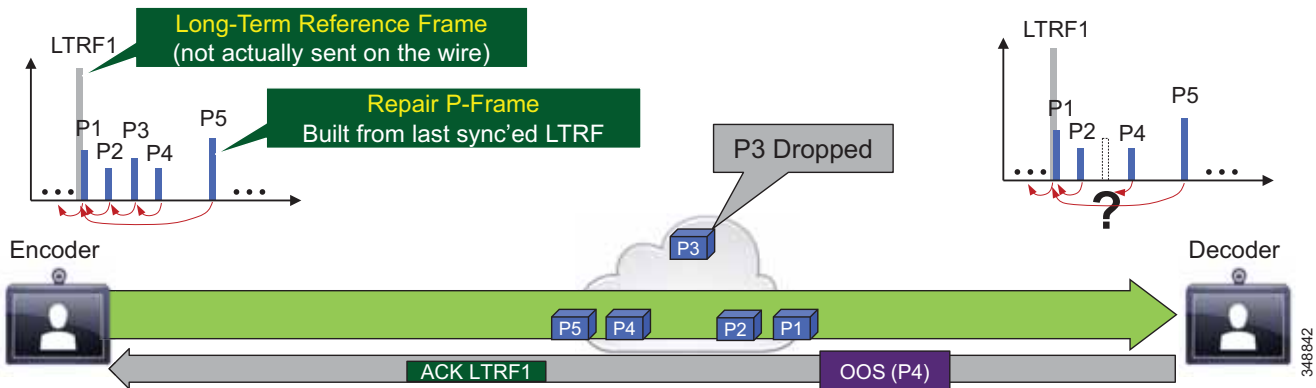 Long-Term Reference Frame
(not actually sent on the wire)
LTRF1
Repair P-Frame
Built from last sync'ed LTRF
P1
P2
P3
P4
P5
...
...
P3 Dropped
LTRF1
P1
P2
P4
P5
...
...
?
Encoder
Decoder
P3
P5
P4
P2
P1
ACK LTRF1
OOS (P4)
348842